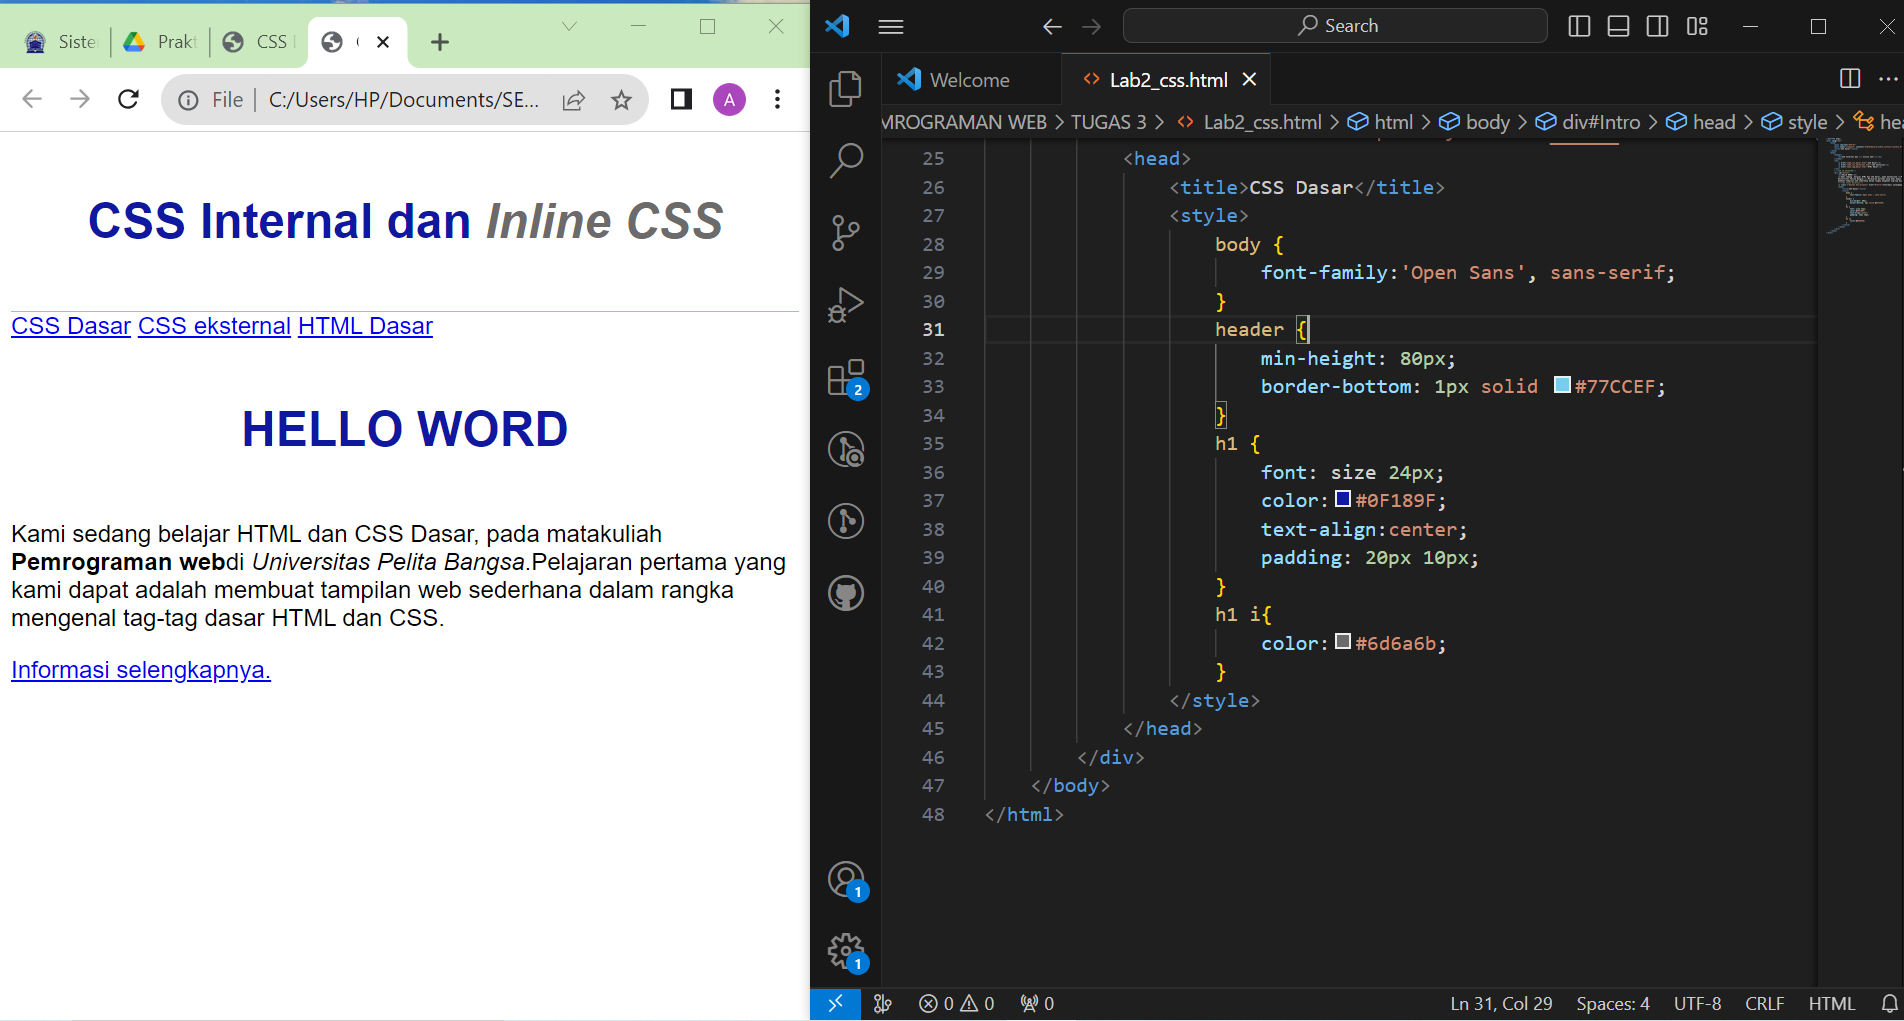 Siste
Prakt
CSS
File
C:/Users/HP/Documents/SE...
A
CSS Internal dan Inline CSS
CSS Dasar CSS eksternal HTML Dasar
HELLO WORD
Kami sedang belajar HTML dan CSS Dasar, pada matakuliah
Pemrograman webdi Universitas Pelita Bangsa.Pelajaran pertama yang
kami dapat adalah membuat tampilan web sederhana dalam rangka
mengenal tag-tag dasar HTML dan CSS.
Informasi selengkapnya.
Search
Welcome
Lab2_css.html
MROGRAMAN WEB > TUGAS 3 > Lab2_css.html > html > body > div#Intro > head > style > hea
25 <head>
26 <title>CSS Dasar</title>
27 <style>
28 body {
29 font-family:'Open Sans', sans-serif;
30 }
31 header {
32 min-height: 80px;
33 border-bottom: 1px solid #77CCEF;
34 }
35 h1 {
36 font: size 24px;
37 color: #0F189F;
38 text-align:center;
39 padding: 20px 10px;
40 }
41 h1 i{
42 color: #6d6a6b;
43 }
44 </style>
45 </head>
46 </div>
47 </body>
48 </html>
2
1
1
0 0 0
Ln 31, Col 29 Spaces: 4 UTF-8 CRLF HTML